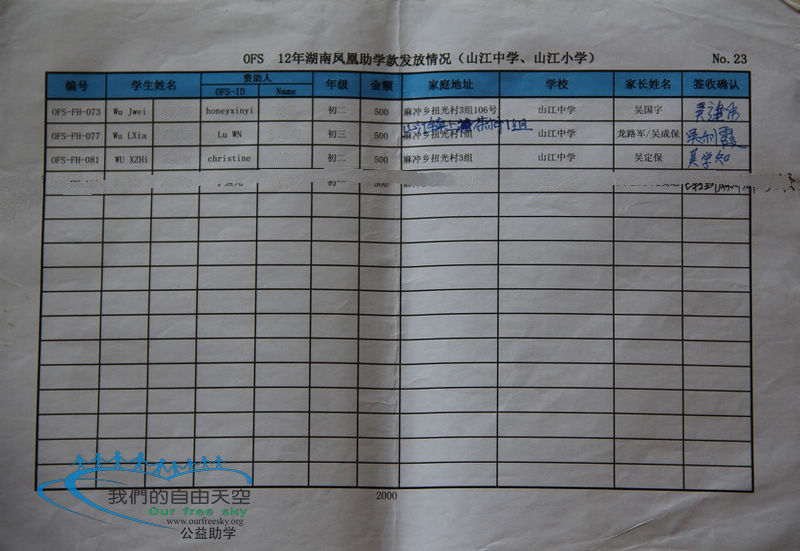 OFS 12年湖南凤凰助学款发放情况（山江中学、山江小学） No.23
编号 学生姓名 资助人 年级 金额 家庭地址 学校 家长姓名 签收确认
OFS-ID Name
OFS-FH-073 Wu Jwei honeyxinyi 初二 500 麻冲乡扭光村3组106号 山江中学 吴国字
OFS-FH-077 Wu LXia Lu WN 初三 500 麻冲乡扭光村1组 山江中学 龙路军/吴成保
OFS-FH-081 WU XZHi christine 初二 500 麻冲乡扭光村3组 山江中学 吴定保 吴学知
2000
我們的自由天空
Our free sky
www.ourfreesky.org
公益助学